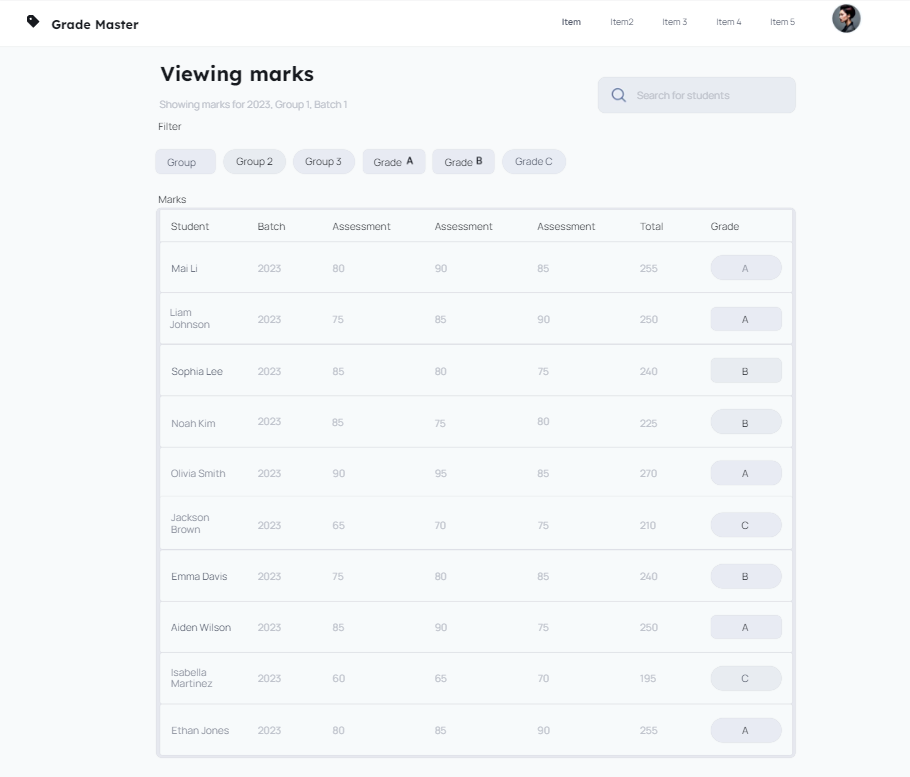 Grade Master
Item Item2 Item 3 Item 4 Item 5
Viewing marks
Search for students
Showing marks for 2023, Group 1, Batch 1
Filter
Group Group 2 Group 3 Grade A Grade B Grade C
Marks
Student Batch Assessment Assessment Assessment Total Grade
Mai Li 2023 80 90 85 255 A
Liam
Johnson 2023 75 85 90 250 A
Sophia Lee 2023 85 80 75 240 B
Noah Kim 2023 85 75 80 225 B
Olivia Smith 2023 90 95 85 270 A
Jackson
Brown 2023 65 70 75 210 C
Emma Davis 2023 75 80 85 240 B
Aiden Wilson 2023 85 90 75 250 A
Isabella
Martinez 2023 60 65 70 195 C
Ethan Jones 2023 80 85 90 255 A